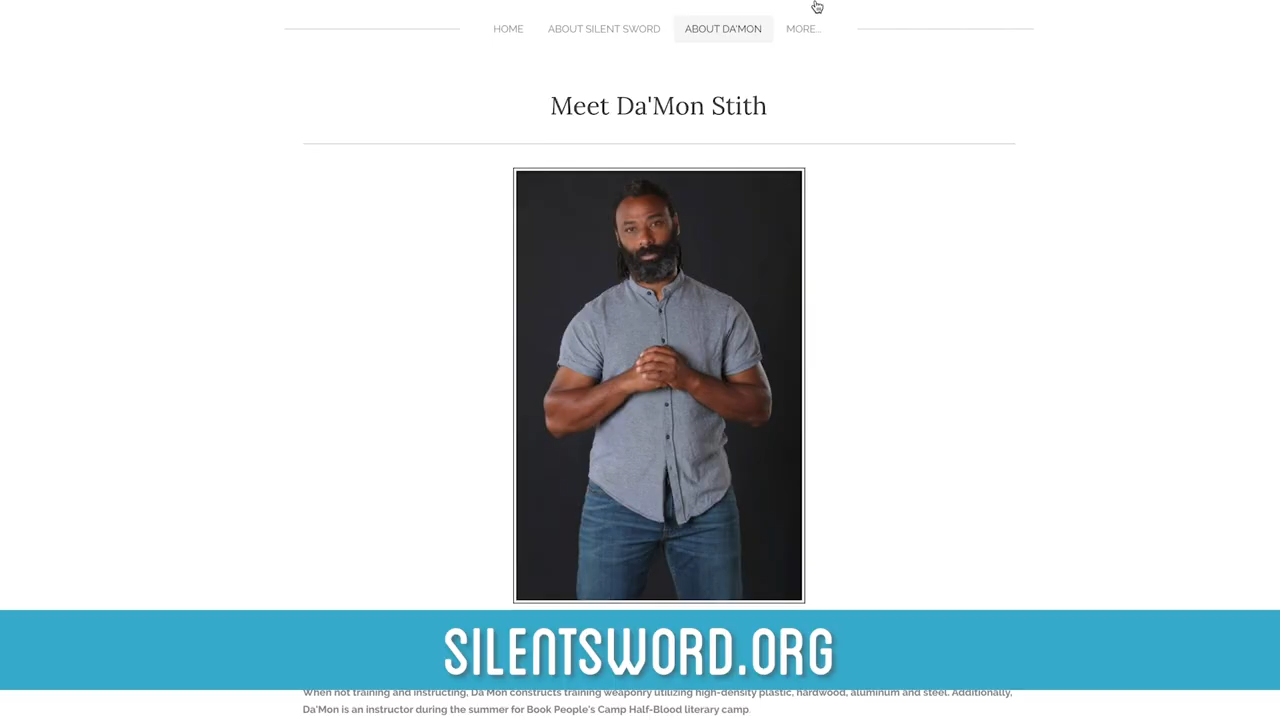 HOME ABOUT SILENT SWORD ABOUT DA'MON MORE...
Meet Da'Mon Stith
SILENTSWORD.ORG
When not training and instructing, Da'Mon constructs training weaponry utilizing high-density plastic, hardwood, aluminum and steel. Additionally,
Da'Mon is an instructor during the summer for Book People's Camp Half-Blood literary camp.